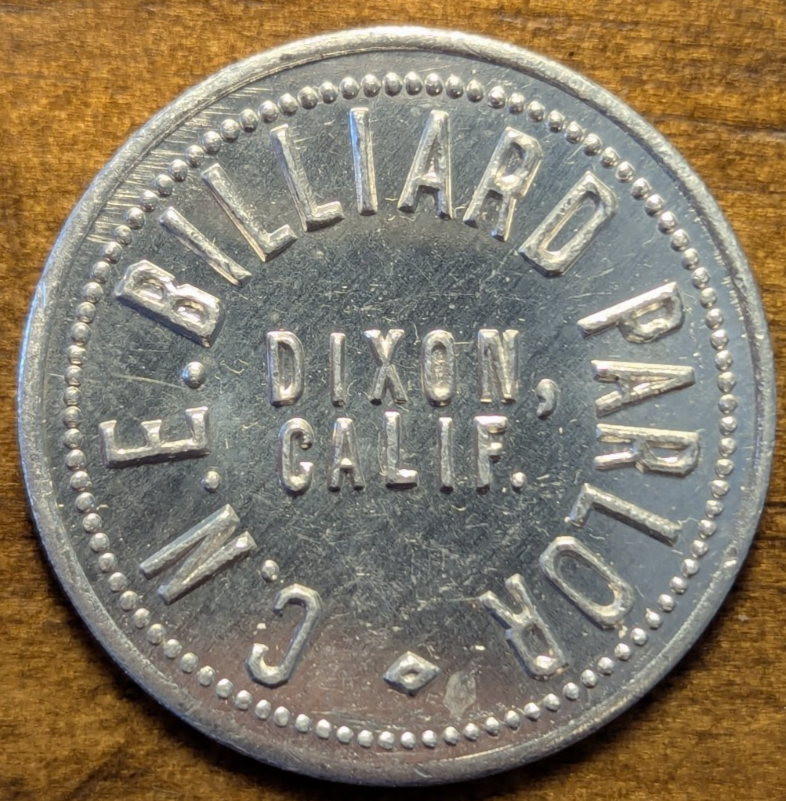 C.N.E. BILLIARD PARLOR
DIXON,
CALIF.